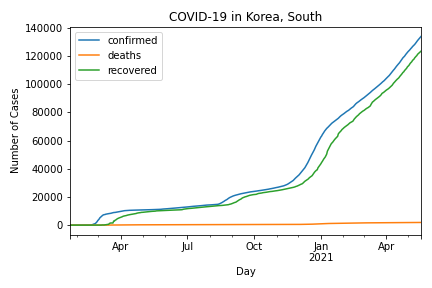 COVID-19 in Korea, South
confirmed
deaths
recovered
Number of Cases
140000
120000
100000
80000
60000
40000
20000
0
Apr
Jul
Oct
Jan
2021
Apr
Day